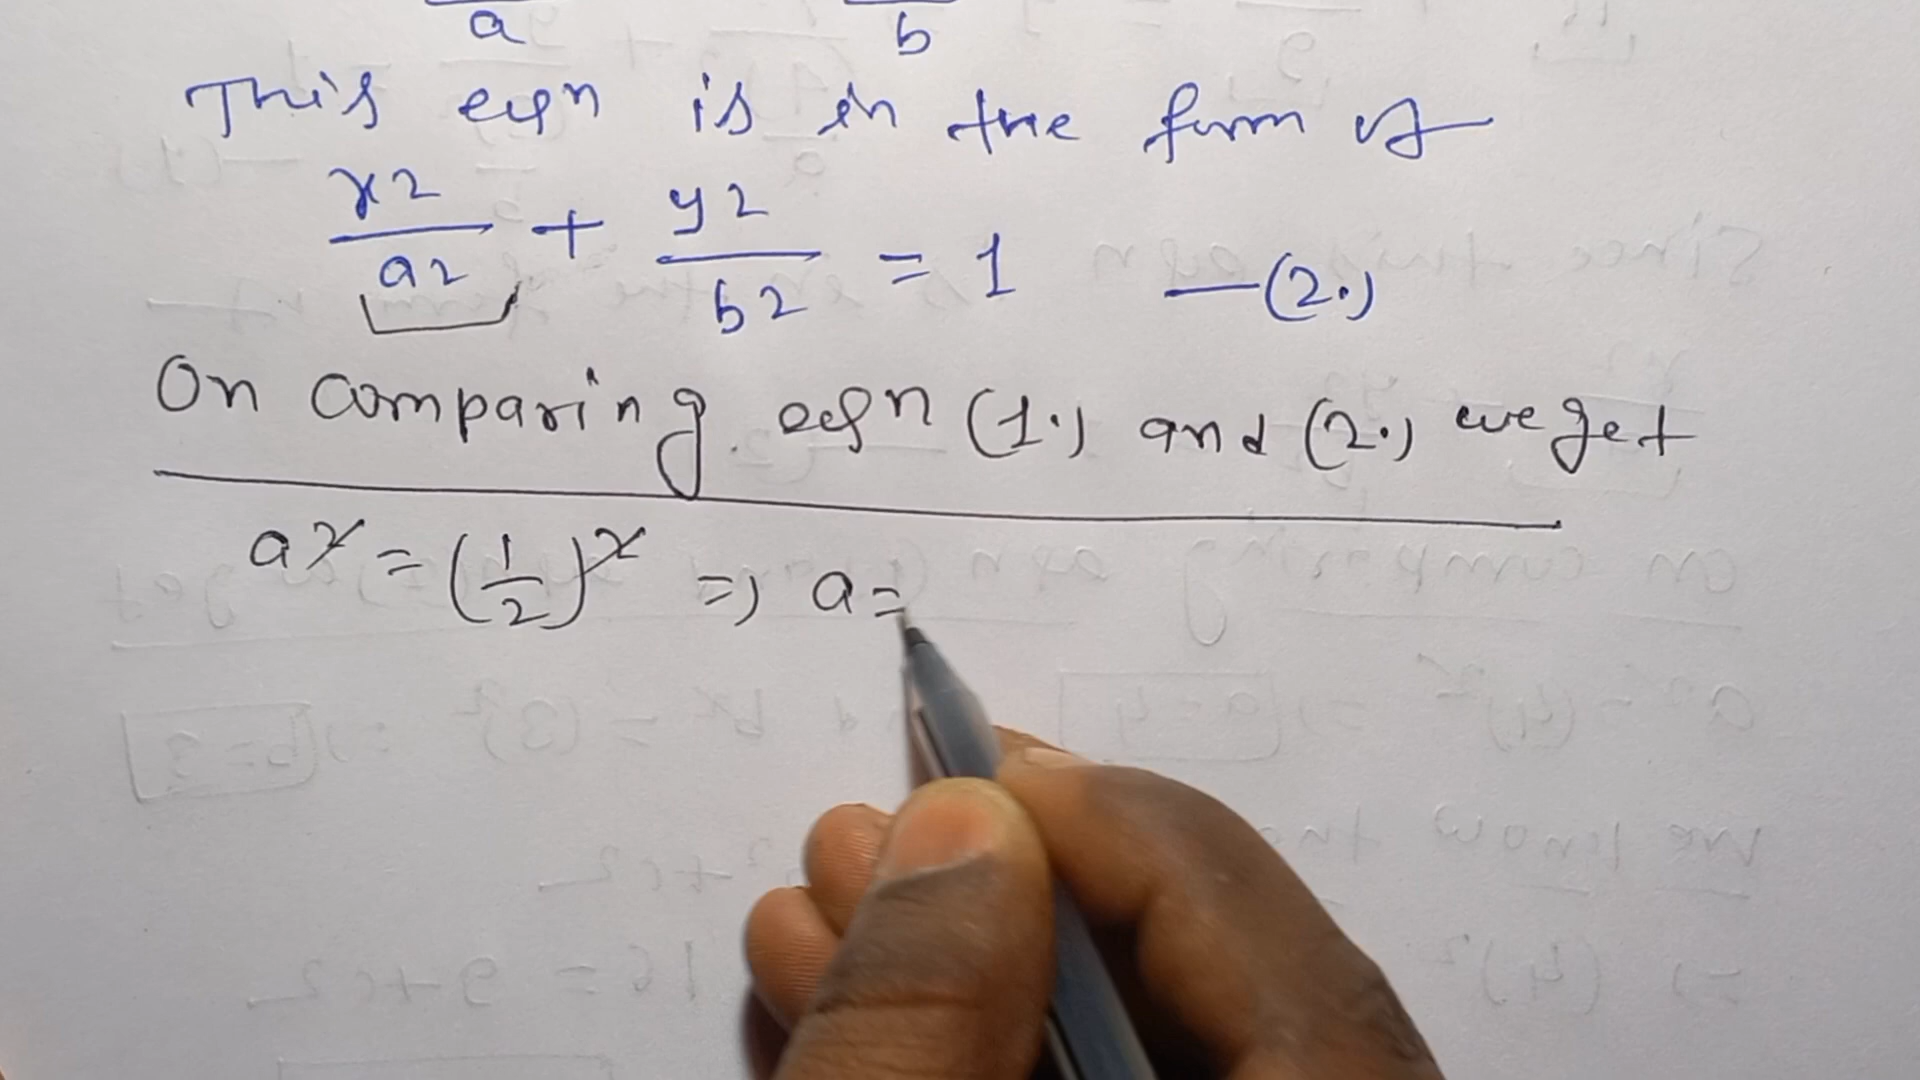 a b
This eqn is in the form of
x2/a2 + y2/b2 = 1 —(2.)
On comparing eqn (1.) and (2.) we get
a2 = (1/2)2 => a=